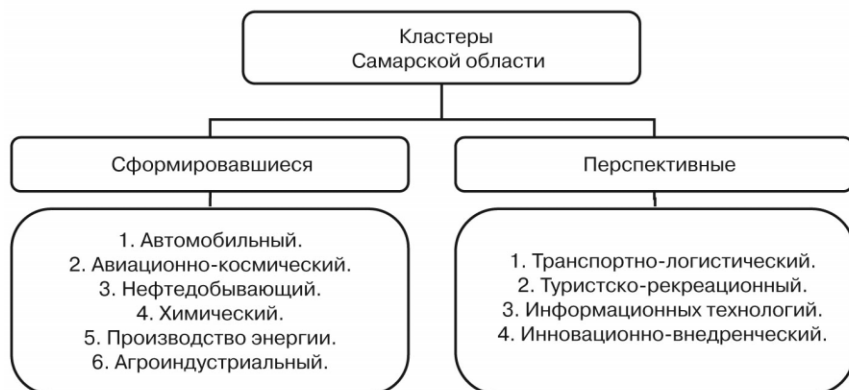 Кластеры
Самарской области
Сформировавшиеся
Перспективные
1. Автомобильный.
2. Авиационно-космический.
3. Нефтедобывающий.
4. Химический.
5. Производство энергии.
6. Агроиндустриальный.
1. Транспортно-логистический.
2. Туристско-рекреационный.
3. Информационных технологий.
4. Инновационно-внедренческий.